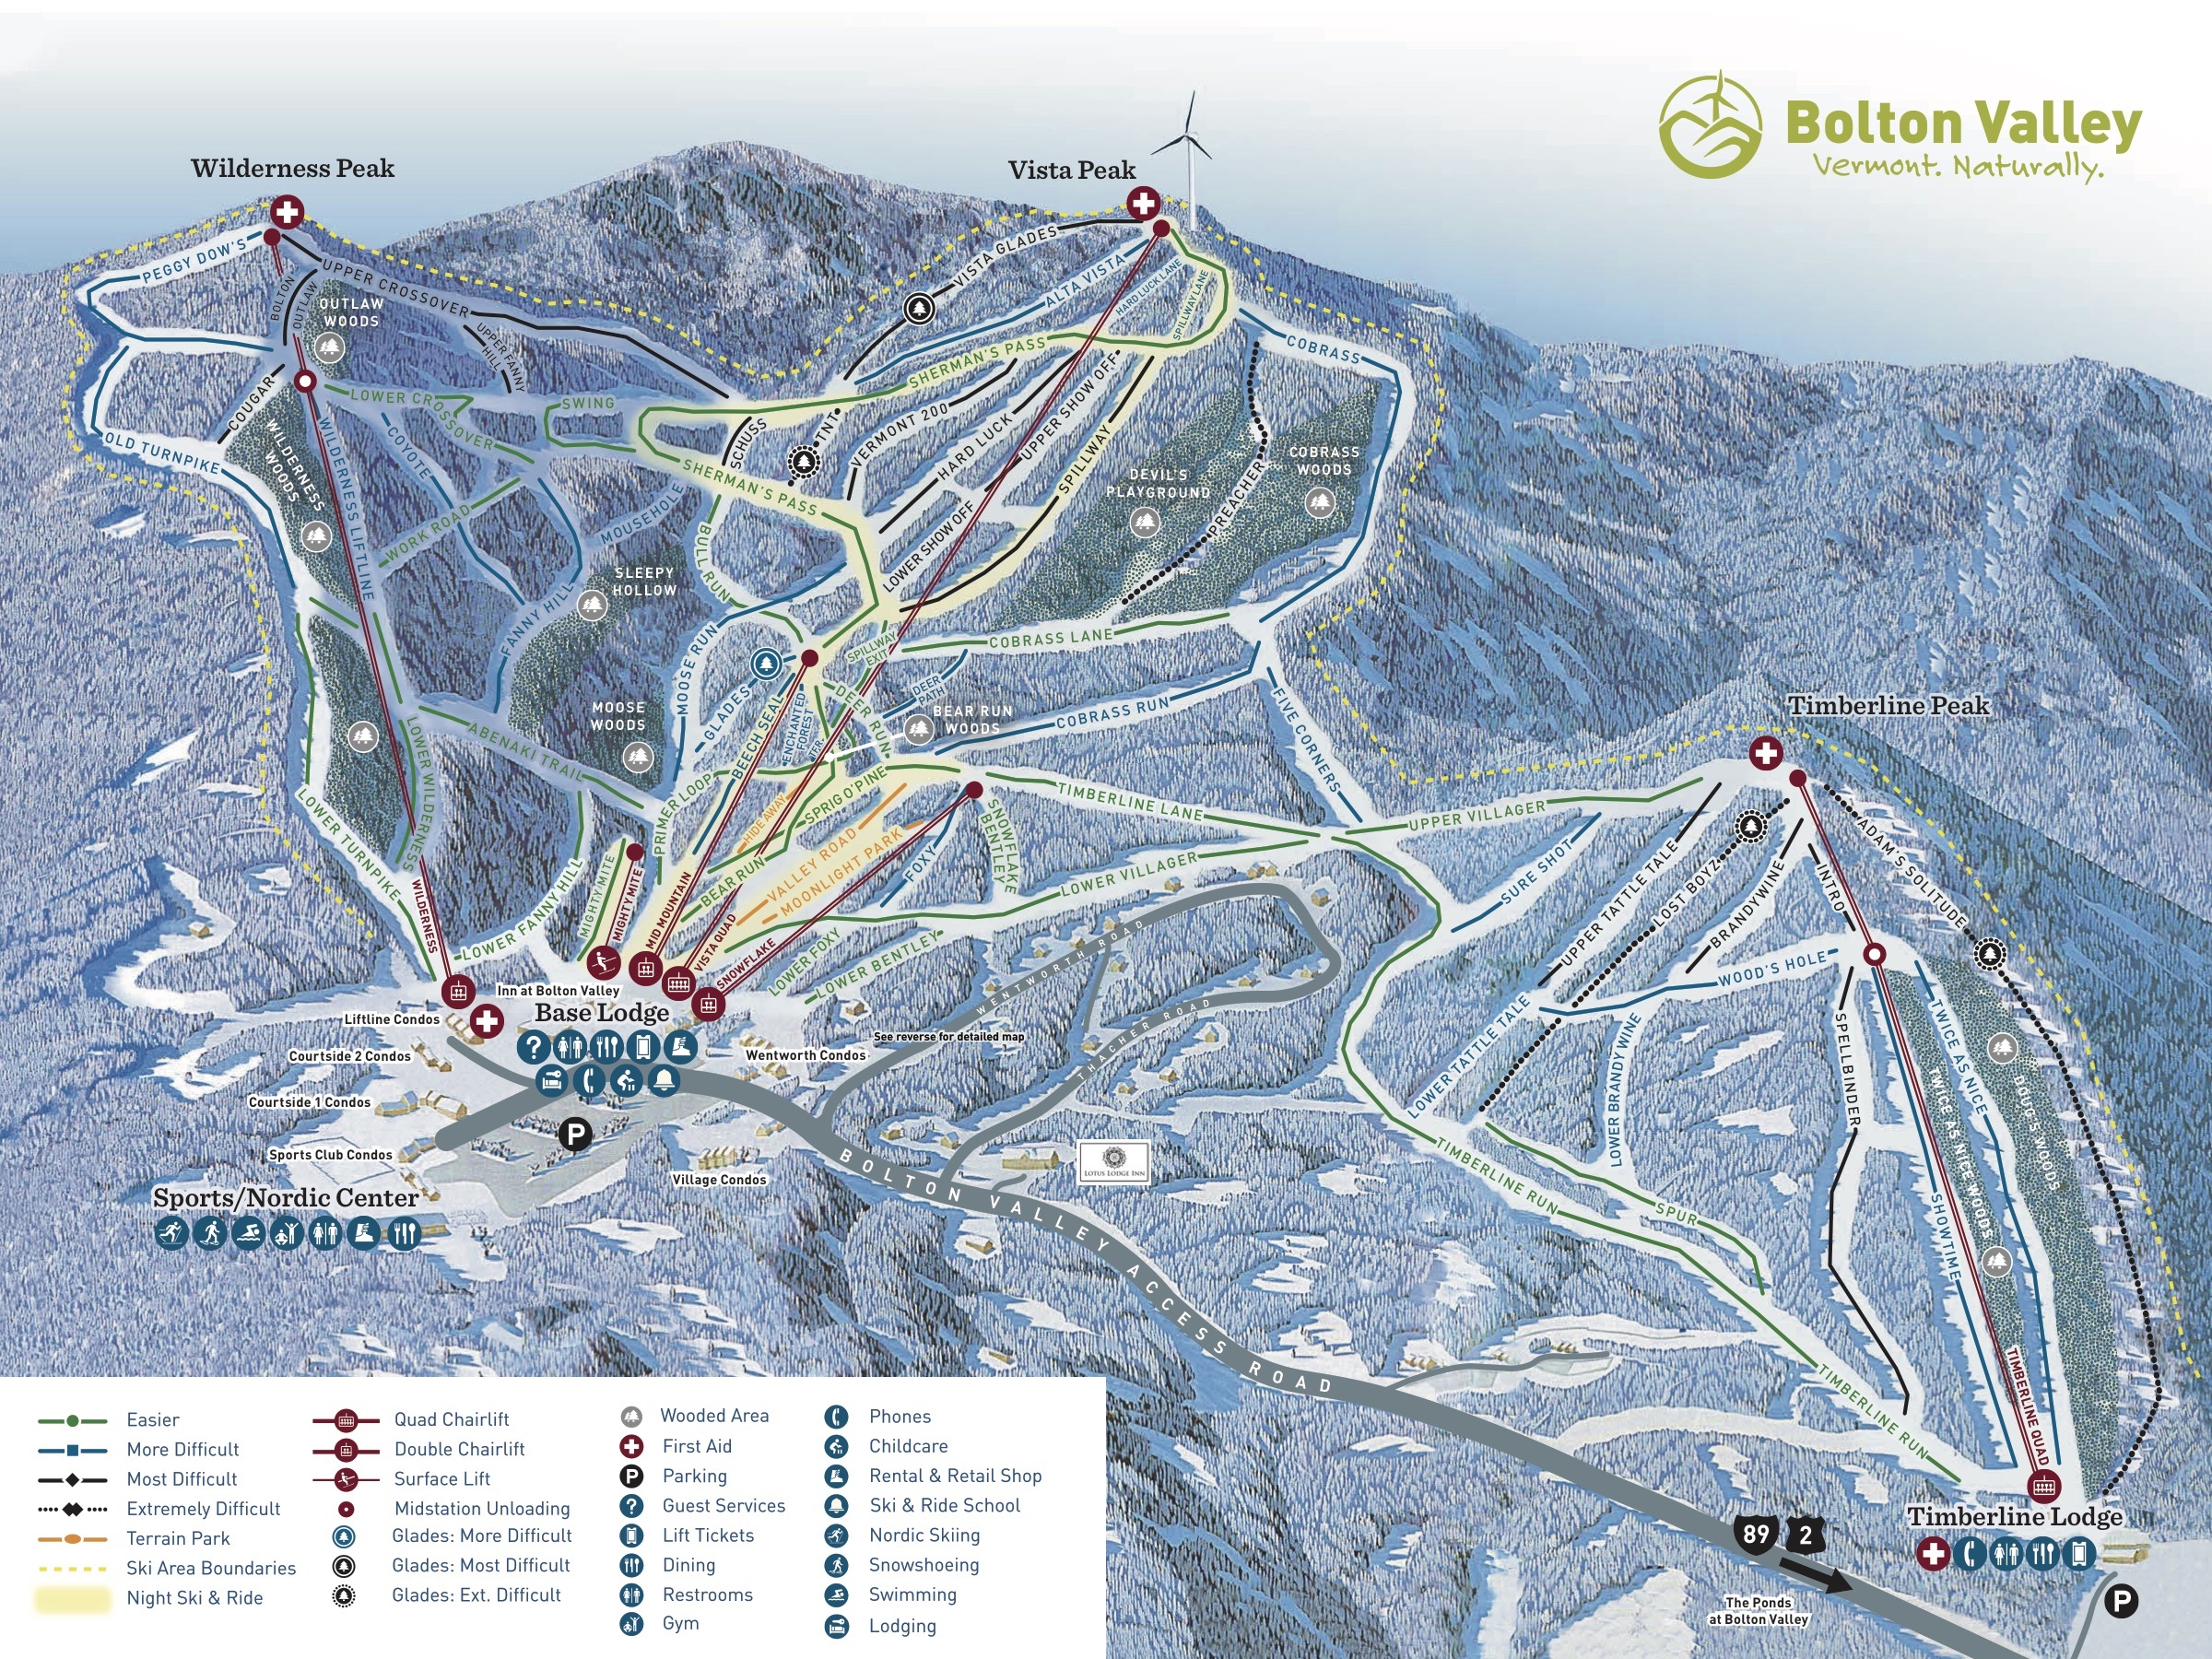 Bolton Valley
Vermont. Naturally.
Wilderness Peak
Vista Peak
Timberline Peak
PEGGY DOW'S
BOLTON
OUTLAW
OUTLAW
WOODS
UPPER CROSSOVER
UPPER FANNY
HILL
COUGAR
LOWER CROSSOVER
SWING
OLD TURNPIKE
WILDERNESS
WOODS
WILDERNESS LIFTLINE
COYOTE
WORK ROAD
MOUSEHOLE
SLEEPY
HOLLOW
FANNY HILL
MOOSE
WOODS
ABENAKI TRAIL
LOWER WILDERNESS
LOWER TURNPIKE
WILDERNESS
LOWER FANNY HILL
VISTA GLADES
ALTA VISTA
HARD LUCK LANE
SPILLWAY LANE
SHERMAN'S PASS
COBRASS
SCHUSS
TNT
VERMONT 200
HARD LUCK
UPPER SHOW OFF
SPILLWAY
SHERMAN'S PASS
BULL RUN
LOWER SHOW OFF
DEVIL'S
PLAYGROUND
PREACHER
COBRASS
WOODS
MOOSE RUN
SPILLWAY
EXIT
COBRASS LANE
GLADES
BEECH SEAL
ENCHANTED
FOREST
TER.
DEER RUN
DEER
PATH
BEAR RUN
WOODS
COBRASS RUN
FIVE CORNERS
PRIMER LOOP
HIDE AWAY
SPRIG O'PINE
TIMBERLINE LANE
VALLEY ROAD
MOONLIGHT PARK
BEAR RUN
FOXY
SNOWFLAKE
BENTLEY
LOWER VILLAGER
UPPER VILLAGER
MIGHTY MITE
MIGHTY MITE
MID MOUNTAIN
VISTA QUAD
SNOWFLAKE
LOWER FOXY
LOWER BENTLEY
SURE SHOT
UPPER TATTLE TALE
LOST BOYZ
BRANDYWINE
INTRO
ADAM'S SOLITUDE
WOOD'S HOLE
LOWER TATTLE TALE
LOWER BRANDYWINE
SPELLBINDER
TWICE AS NICE
TWICE AS NICE WOODS
DOUG'S WOODS
SHOWTIME
TIMBERLINE RUN
SPUR
TIMBERLINE RUN
TIMBERLINE QUAD
Inn at Bolton Valley
Base Lodge
Liftline Condos
Courtside 2 Condos
Courtside 1 Condos
Sports Club Condos
Sports/Nordic Center
Wentworth Condos
Village Condos
See reverse for detailed map
WENTWORTH ROAD
THACHER ROAD
LOTUS LODGE INN
BOLTON VALLEY ACCESS ROAD
P
?
89
2
The Ponds
at Bolton Valley
Timberline Lodge
P
Easier
More Difficult
Most Difficult
Extremely Difficult
Terrain Park
Ski Area Boundaries
Night Ski & Ride
Quad Chairlift
Double Chairlift
Surface Lift
Midstation Unloading
Glades: More Difficult
Glades: Most Difficult
Glades: Ext. Difficult
Wooded Area
First Aid
P Parking
? Guest Services
Lift Tickets
Dining
Restrooms
Gym
Phones
Childcare
Rental & Retail Shop
Ski & Ride School
Nordic Skiing
Snowshoeing
Swimming
Lodging